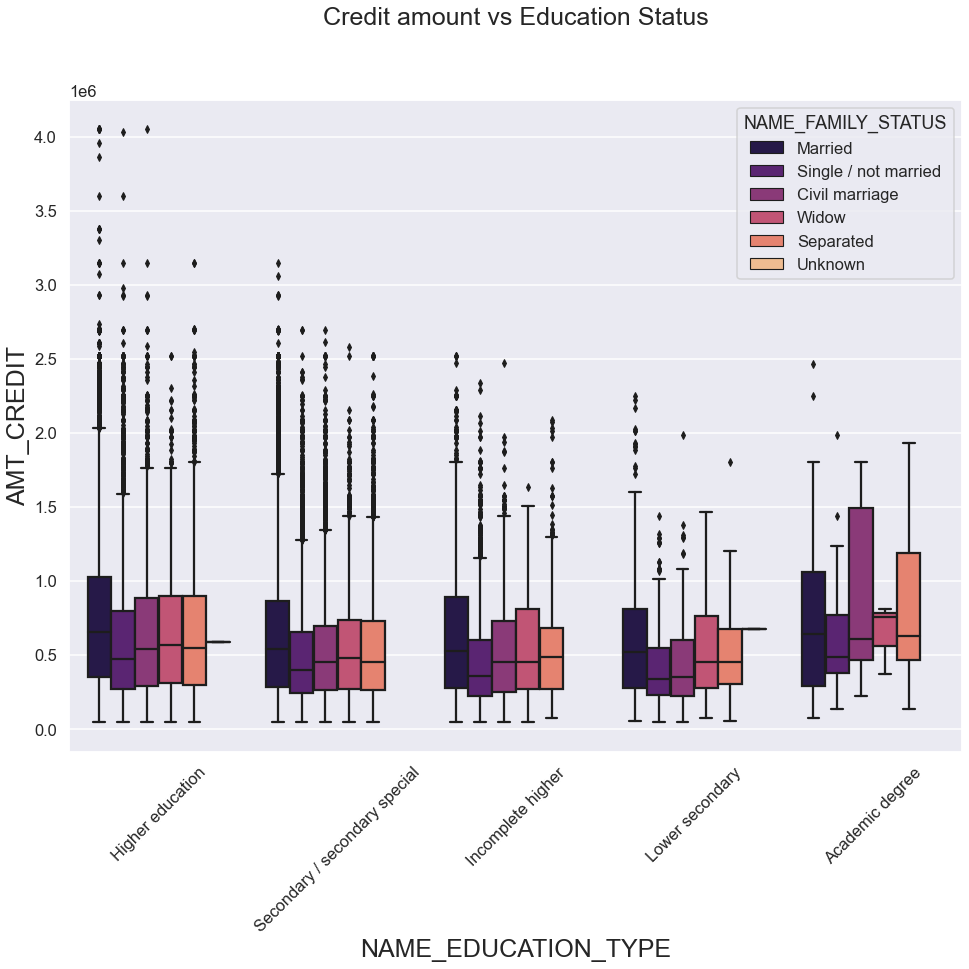 Credit amount vs Education Status
1e6
4.0
3.5
3.0
2.5
2.0
1.5
1.0
0.5
0.0
AMT_CREDIT
NAME_FAMILY_STATUS
Married
Single / not married
Civil marriage
Widow
Separated
Unknown
Higher education
Secondary / secondary special
Incomplete higher
Lower secondary
Academic degree
NAME_EDUCATION_TYPE